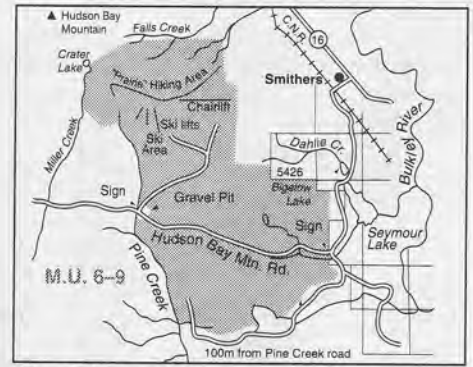 ▲ Hudson Bay
Mountain
Falls Creek
C.N.R.
16
Crater
Lake
"Prairie" Hiking Area
Smithers
Chairlift
Miller Creek
Ski lifts
Ski
Area
Dahlie Cr.
5426
Bulkley River
Bigelow
Lake
Sign
Gravel Pit
Sign
Seymour
Lake
Hudson Bay Mtn. Rd.
M.U. 6-9
Pine Creek
100m from Pine Creek road